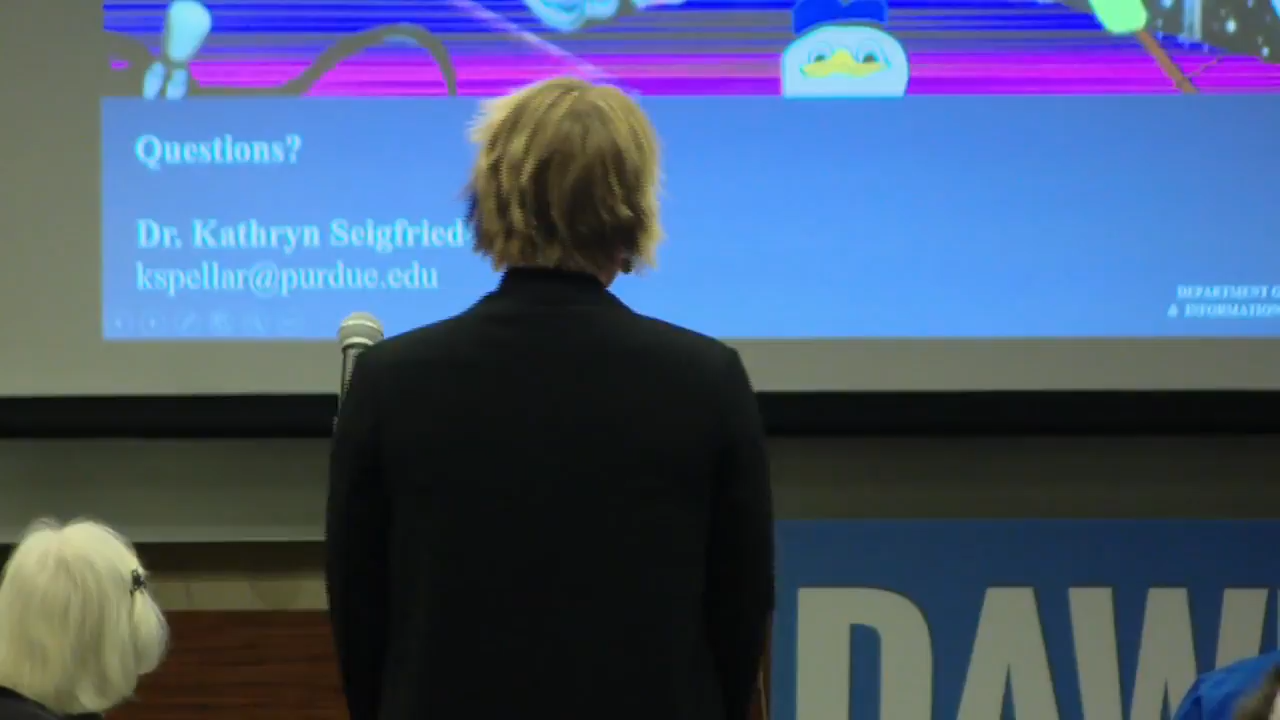 Questions?
Dr. Kathryn Seigfried
kspellar@purdue.edu
DEPARTMENT
& INFORMATION
DAW